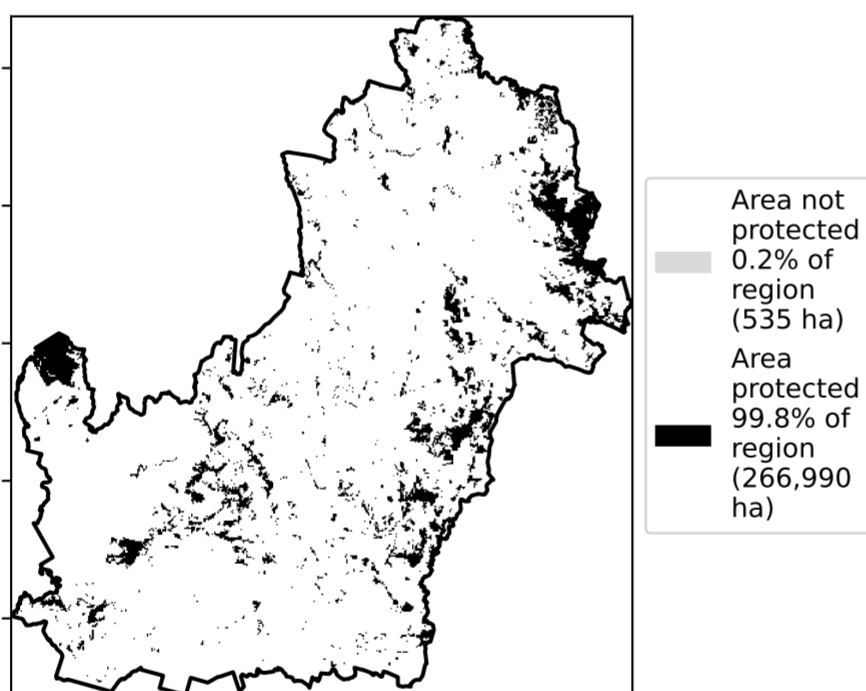 Area not
protected
0.2% of
region
(535 ha)
Area
protected
99.8% of
region
(266,990
ha)